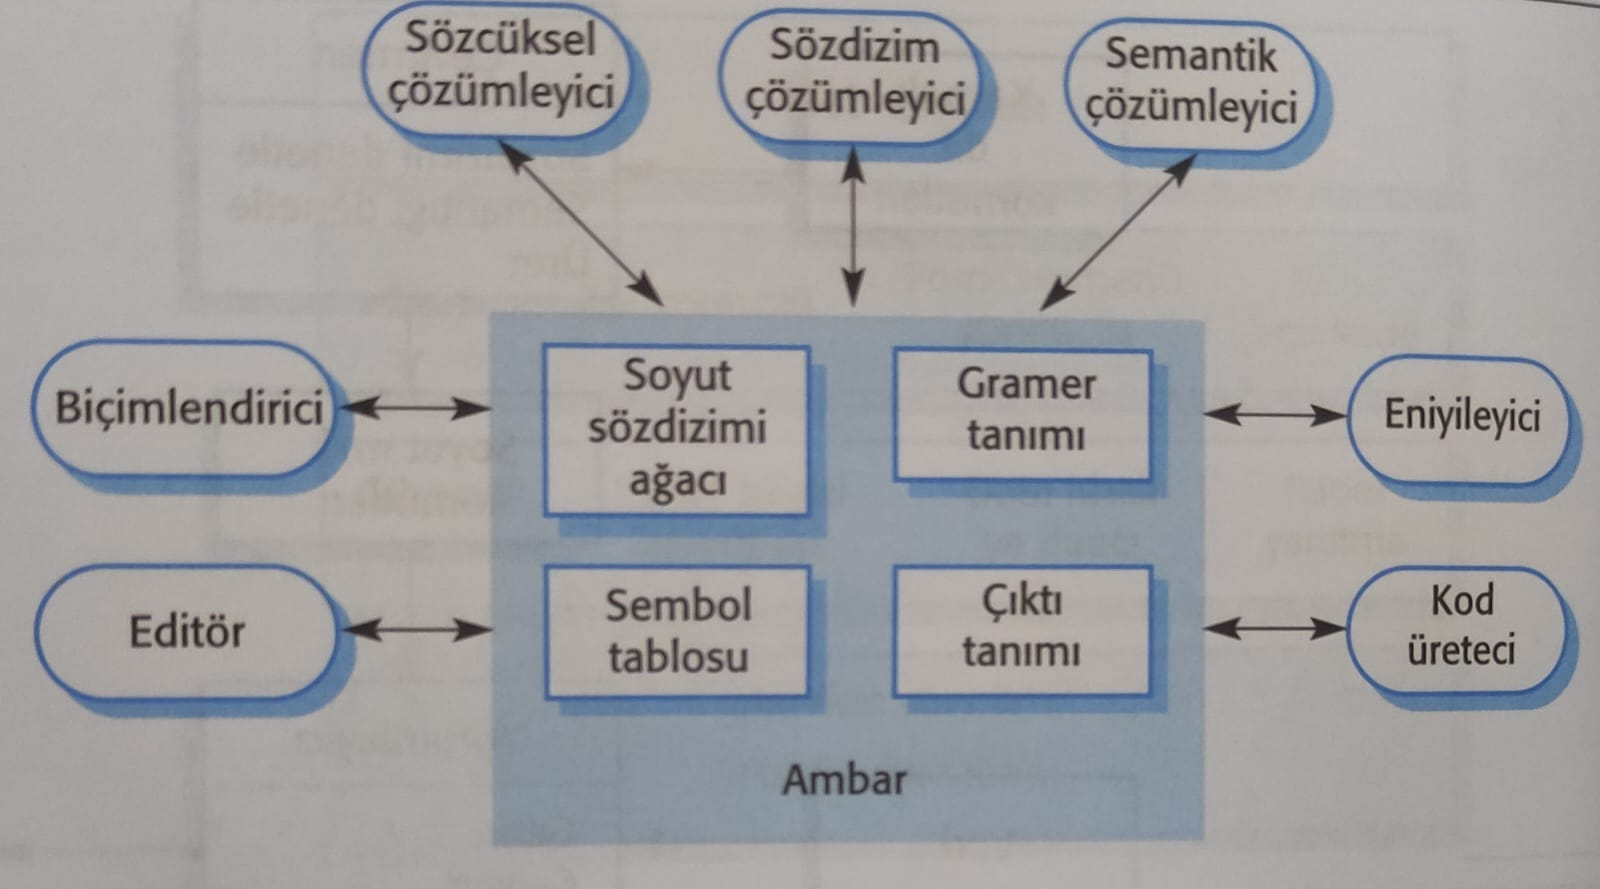 Sözcüksel
çözümleyici
Sözdizim
çözümleyici
Semantik
çözümleyici
Biçimlendirici
Soyut
sözdizimi
ağacı
Gramer
tanımı
Eniyileyici
Editör
Sembol
tablosu
Çıktı
tanımı
Kod
üreteci
Ambar